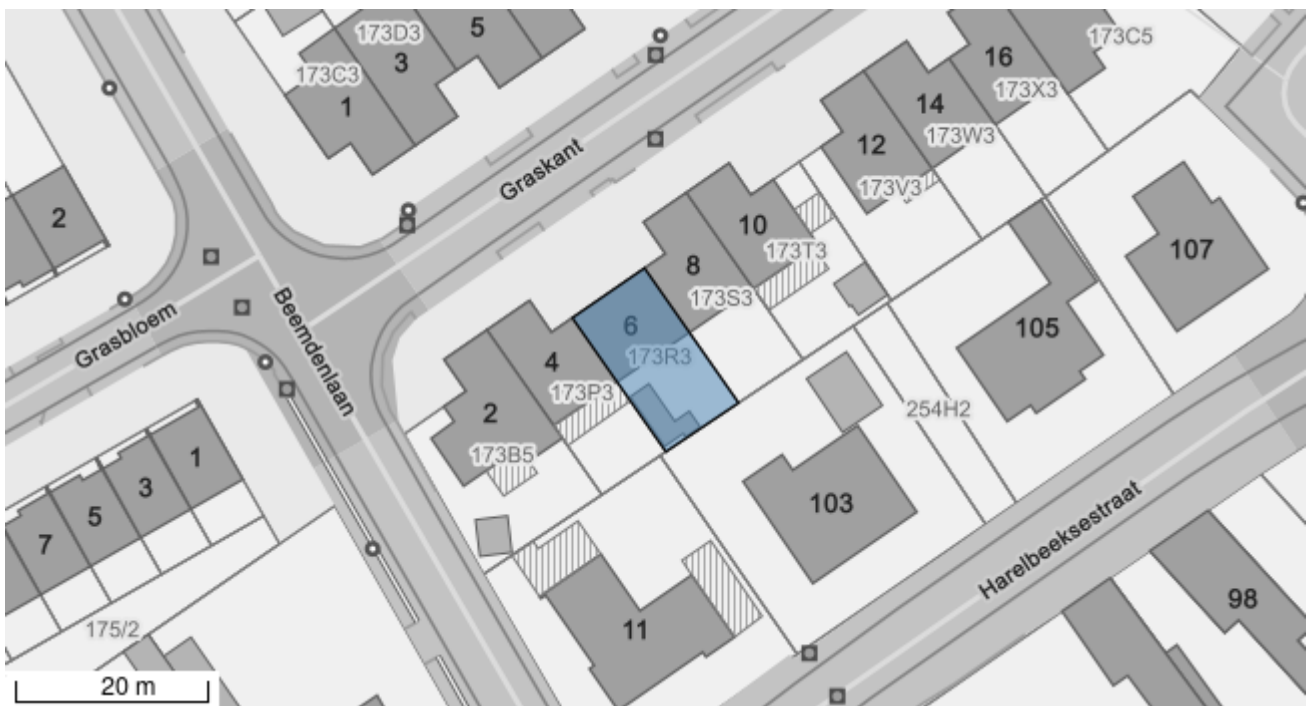 5
173D3
3
173C3
1
16
173C5
14
173X3
173W3
12
173V3
Graskant
2
10
173T3
107
8
173S3
6
173R3
105
Beemdenlaan
Grasbloem
4
173P3
2
173B5
254H2
1
3
5
7
103
Harelbeeksestraat
98
11
175/2
20 m